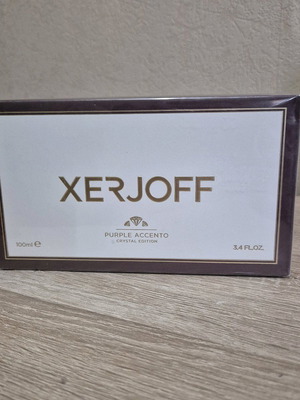 XERJOFF
PURPLE ACCENTO
CRYSTAL EDITION
100ml ℮
3.4 FL.OZ.